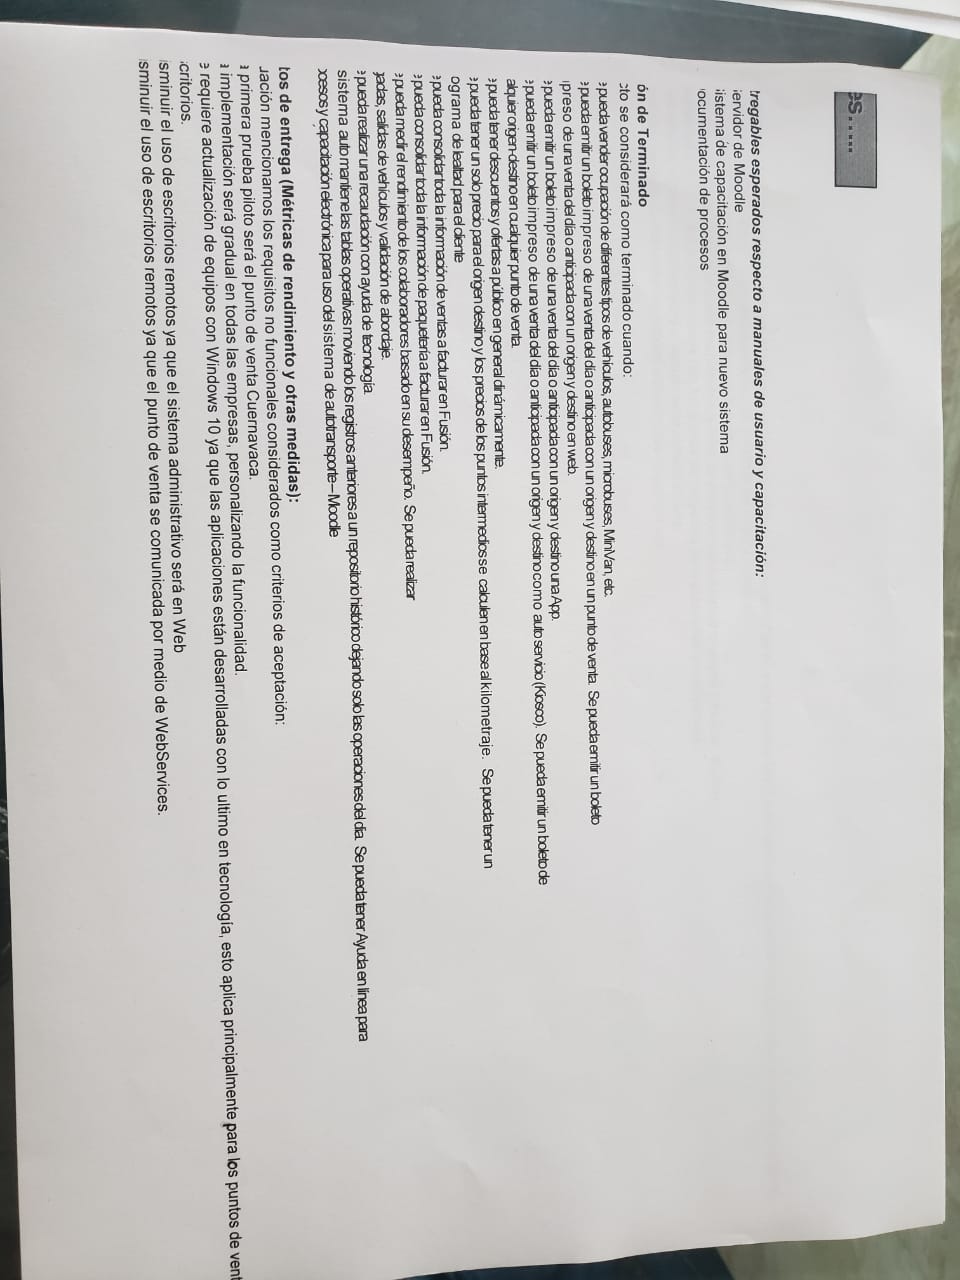 es.....
tregables esperados respecto a manuales de usuario y capacitación:
ervidor de Moodle
istema de capacitación en Moodle para nuevo sistema
ocumentación de procesos
ón de Terminado
cto se considerará como terminado cuando:
e pueda vender ocupación de diferentes tipos de vehículos, autobuses, microbuses, MiniVan, etc.
e pueda emitir un boleto impreso de una venta del día o anticipada con un origen y destino en un punto de venta. Se pueda emitir un boleto
preso de una venta del día o anticipada con un origen y destino en web.
e pueda emitir un boleto impreso de una venta del día o anticipada con un origen y destino una App.
e pueda emitir un boleto impreso de una venta del día o anticipada con un origen y destino como auto servicio (Kiosco). Se pueda emitir un boleto de
alquier origen-destino en cualquier punto de venta.
e pueda tener descuentos y ofertas a público en general dinámicamente.
e pueda tener un solo precio para el origen destino y los precios de los puntos intermedios se calculen en base al kilometraje. Se pueda tener un
ograma de lealtad para el cliente
e pueda consolidar toda la información de ventas a facturar en Fusión.
e pueda consolidar toda la información de paquetería a facturar en Fusión.
e pueda medir el rendimiento de los colaboradores basado en su desempeño. Se pueda realizar
gadas, salidas de vehículos y validación de abordaje.
e pueda realizar una recaudación con ayuda de tecnología.
sistema auto mantiene las tablas operativas moviendo los registros anteriores a un repositorio histórico dejando solo las operaciones del día. Se pueda tener Ayuda en línea para
ocesos y capacitación electrónica para uso del sistema de autotransporte – Moodle
tos de entrega (Métricas de rendimiento y otras medidas):
uación mencionamos los requisitos no funcionales considerados como criterios de aceptación:
a primera prueba piloto será el punto de venta Cuernavaca.
a implementación será gradual en todas las empresas, personalizando la funcionalidad.
e requiere actualización de equipos con Windows 10 ya que las aplicaciones están desarrolladas con lo ultimo en tecnología, esto aplica principalmente para los puntos de vent
critorios.
sminuir el uso de escritorios remotos ya que el sistema administrativo será en Web
sminuir el uso de escritorios remotos ya que el punto de venta se comunicada por medio de WebServices.